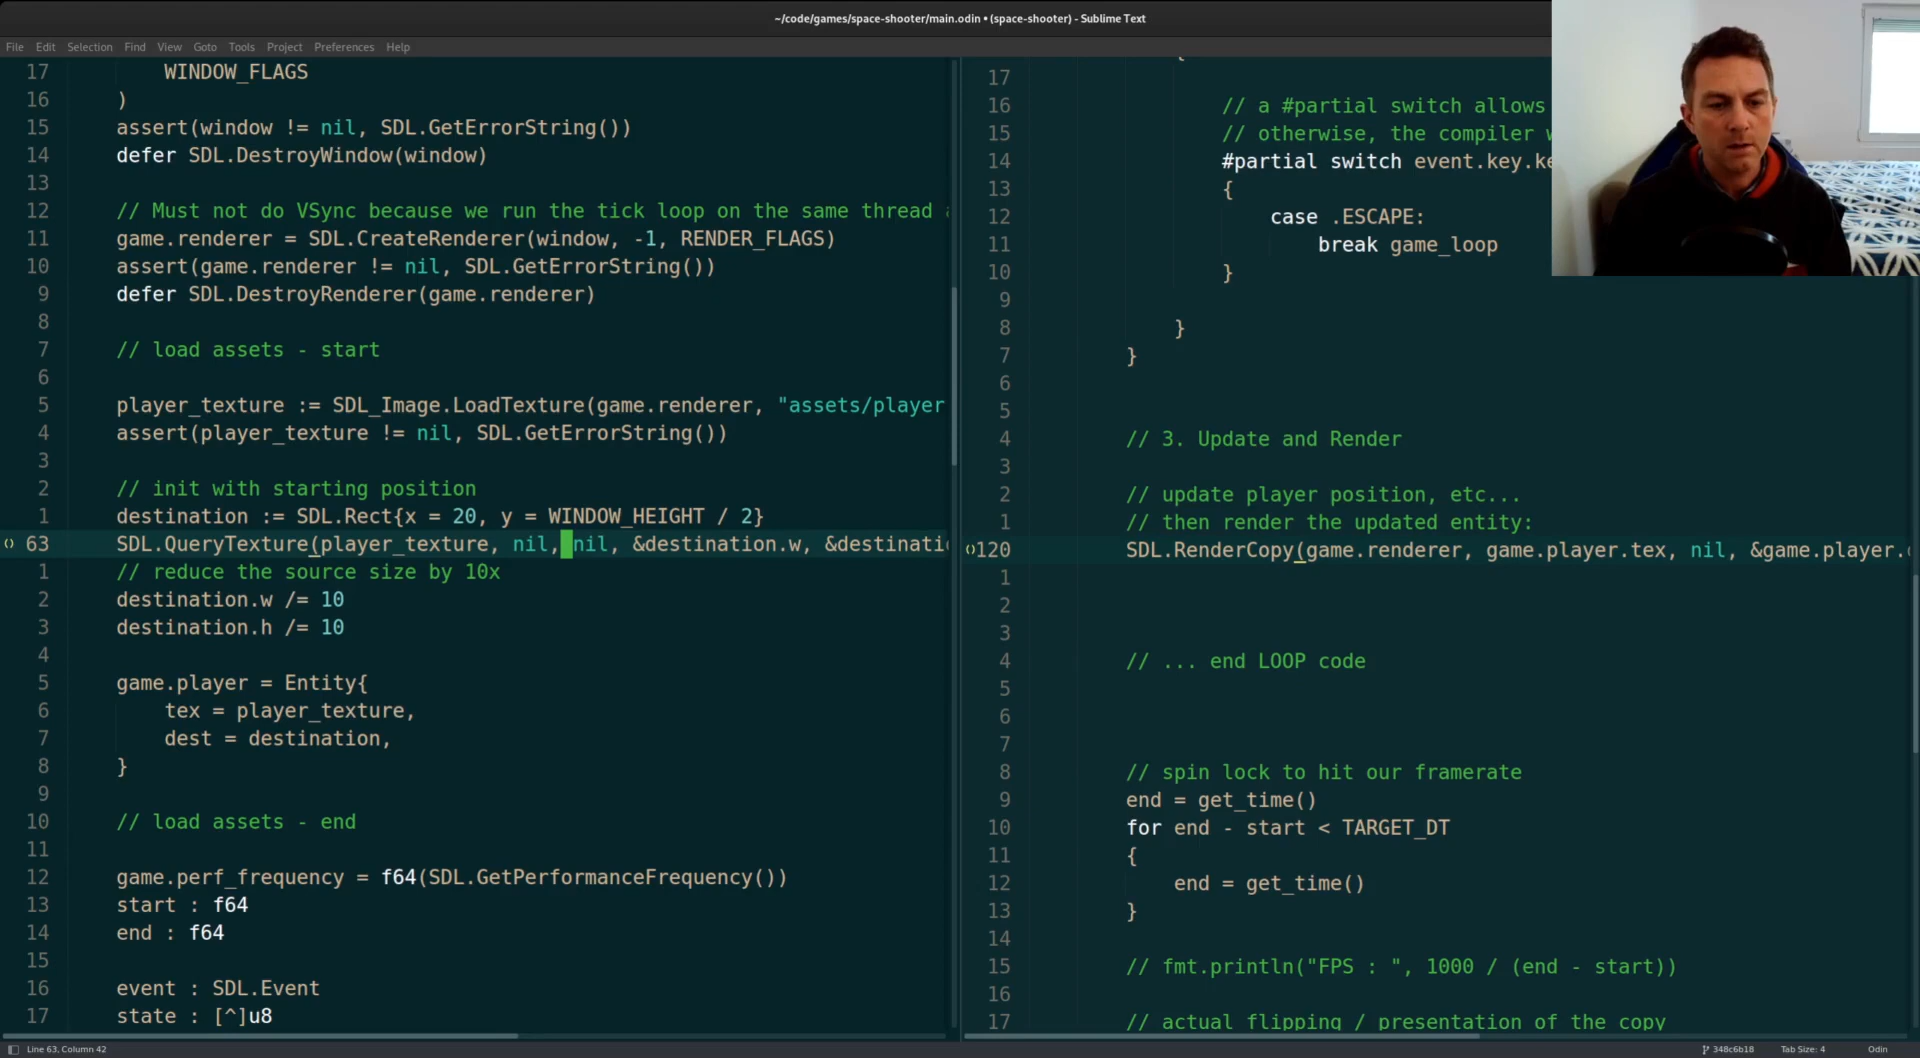 ~/code/games/space-shooter/main.odin • (space-shooter) - Sublime Text
File Edit Selection Find View Goto Tools Project Preferences Help
17 WINDOW_FLAGS
16 )
15 assert(window != nil, SDL.GetErrorString())
14 defer SDL.DestroyWindow(window)
13
12 // Must not do VSync because we run the tick loop on the same thread
11 game.renderer = SDL.CreateRenderer(window, -1, RENDER_FLAGS)
10 assert(game.renderer != nil, SDL.GetErrorString())
9 defer SDL.DestroyRenderer(game.renderer)
8
7 // load assets - start
6
5 player_texture := SDL_Image.LoadTexture(game.renderer, "assets/player
4 assert(player_texture != nil, SDL.GetErrorString())
3
2 // init with starting position
1 destination := SDL.Rect{x = 20, y = WINDOW_HEIGHT / 2}
63 SDL.QueryTexture(player_texture, nil, nil, &destination.w, &destinatio
1 // reduce the source size by 10x
2 destination.w /= 10
3 destination.h /= 10
4
5 game.player = Entity{
6 tex = player_texture,
7 dest = destination,
8 }
9
10 // load assets - end
11
12 game.perf_frequency = f64(SDL.GetPerformanceFrequency())
13 start : f64
14 end : f64
15
16 event : SDL.Event
17 state : [^]u8
{
17
16 // a #partial switch allows
15 // otherwise, the compiler
14 #partial switch event.key.ke
13 {
12 case .ESCAPE:
11 break game_loop
10 }
9
8 }
7 }
6
5
4 // 3. Update and Render
3
2 // update player position, etc...
1 // then render the updated entity:
120 SDL.RenderCopy(game.renderer, game.player.tex, nil, &game.player.
1
2
3
4 // ... end LOOP code
5
6
7
8 // spin lock to hit our framerate
9 end = get_time()
10 for end - start < TARGET_DT
11 {
12 end = get_time()
13 }
14
15 // fmt.println("FPS : ", 1000 / (end - start))
16
17 // actual flipping / presentation of the copy
Line 63, Column 42
348c6b18 Tab Size: 4 Odin